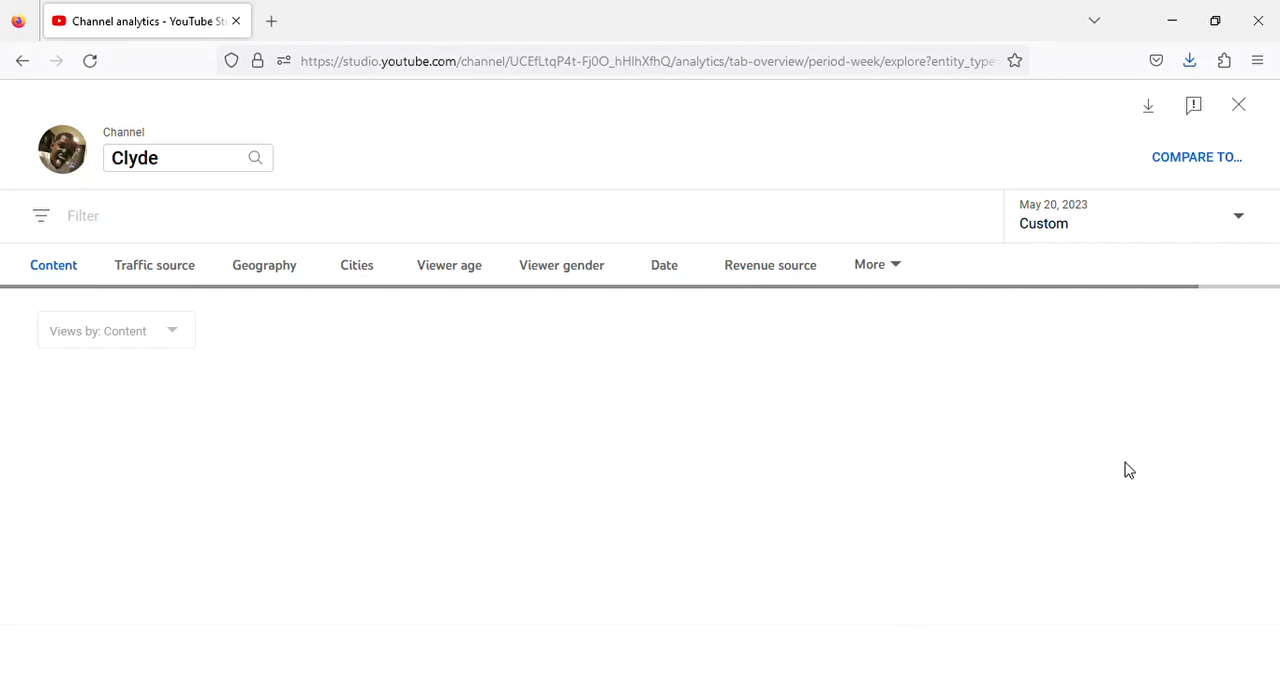 Channel analytics - YouTube St
https://studio.youtube.com/channel/UCEfLtqP4t-Fj0O_hHIhXfhQ/analytics/tab-overview/period-week/explore?entity_type=
Channel
Clyde
COMPARE TO...
Filter
May 20, 2023
Custom
Content Traffic source Geography Cities Viewer age Viewer gender Date Revenue source More
Views by: Content